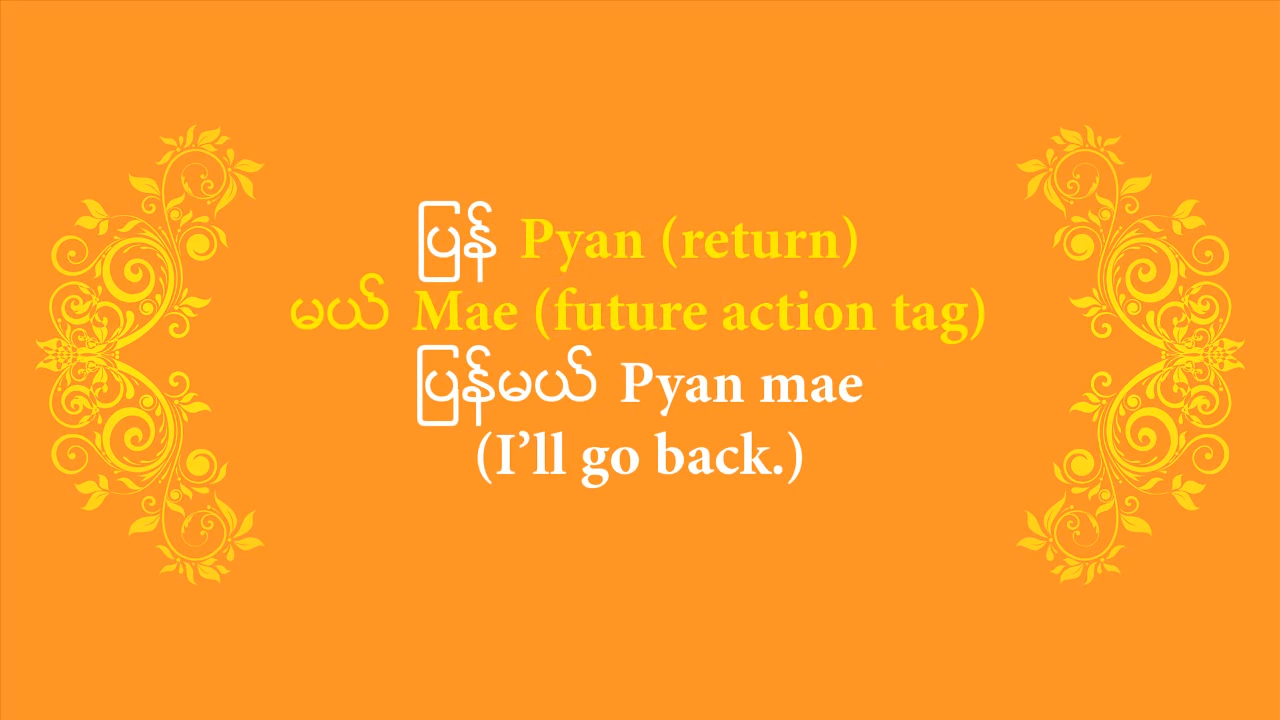 ပြန် Pyan (return)
မယ် Mae (future action tag)
ပြန်မယ် Pyan mae
(I’ll go back.)